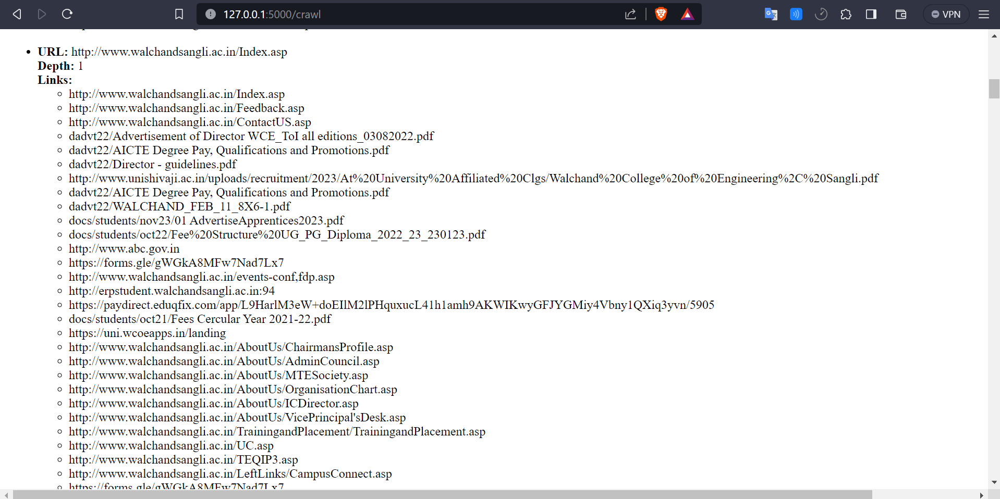 127.0.0.1:5000/crawl
VPN
URL: http://www.walchandsangli.ac.in/Index.asp
Depth: 1
Links:
http://www.walchandsangli.ac.in/Index.asp
http://www.walchandsangli.ac.in/Feedback.asp
http://www.walchandsangli.ac.in/ContactUS.asp
dadvt22/Advertisement of Director WCE_ToI all editions_03082022.pdf
dadvt22/AICTE Degree Pay, Qualifications and Promotions.pdf
dadvt22/Director - guidelines.pdf
http://www.unishivaji.ac.in/uploads/recruitment/2023/At%20University%20Affiliated%20Clgs/Walchand%20College%20of%20Engineering%2C%20Sangli.pdf
dadvt22/AICTE Degree Pay, Qualifications and Promotions.pdf
dadvt22/WALCHAND_FEB_11_8X6-1.pdf
docs/students/nov23/01 AdvertiseApprentices2023.pdf
docs/students/oct22/Fee%20Structure%20UG_PG_Diploma_2022_23_230123.pdf
http://www.abc.gov.in
https://forms.gle/gWGkA8MFw7Nad7Lx7
http://www.walchandsangli.ac.in/events-conf,fdp.asp
http://erpstudent.walchandsangli.ac.in:94
https://paydirect.eduqfix.com/app/L9HarlM3eW+doEIlM2lPHquxucL41h1amh9AKWIKwyGFJYGMiy4Vbny1QXiq3yvn/5905
docs/students/oct21/Fees Cercular Year 2021-22.pdf
https://uni.wcoeapps.in/landing
http://www.walchandsangli.ac.in/AboutUs/ChairmansProfile.asp
http://www.walchandsangli.ac.in/AboutUs/AdminCouncil.asp
http://www.walchandsangli.ac.in/AboutUs/MTESociety.asp
http://www.walchandsangli.ac.in/AboutUs/OrganisationChart.asp
http://www.walchandsangli.ac.in/AboutUs/ICDirector.asp
http://www.walchandsangli.ac.in/AboutUs/VicePrincipal'sDesk.asp
http://www.walchandsangli.ac.in/TrainingandPlacement/TrainingandPlacement.asp
http://www.walchandsangli.ac.in/UC.asp
http://www.walchandsangli.ac.in/TEQIP3.asp
http://www.walchandsangli.ac.in/LeftLinks/CampusConnect.asp
https://forms.gle/gWGkA8MFw7Nad7Lx7